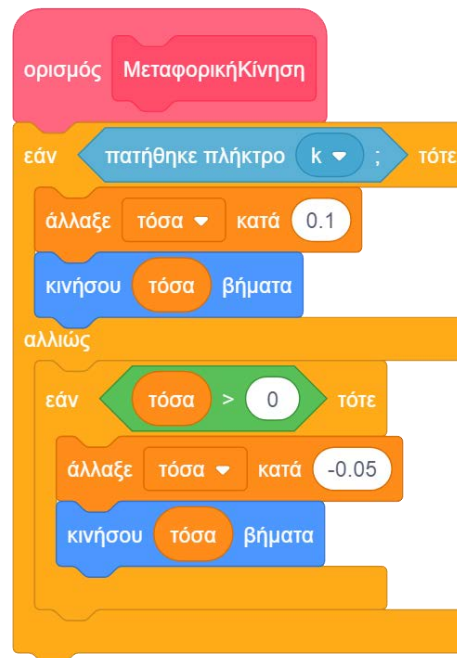 ορισμός ΜεταφορικήΚίνηση
εάν πατήθηκε πλήκτρο k ; τότε
άλλαξε τόσα κατά 0.1
κινήσου τόσα βήματα
αλλιώς
εάν τόσα > 0 τότε
άλλαξε τόσα κατά -0.05
κινήσου τόσα βήματα